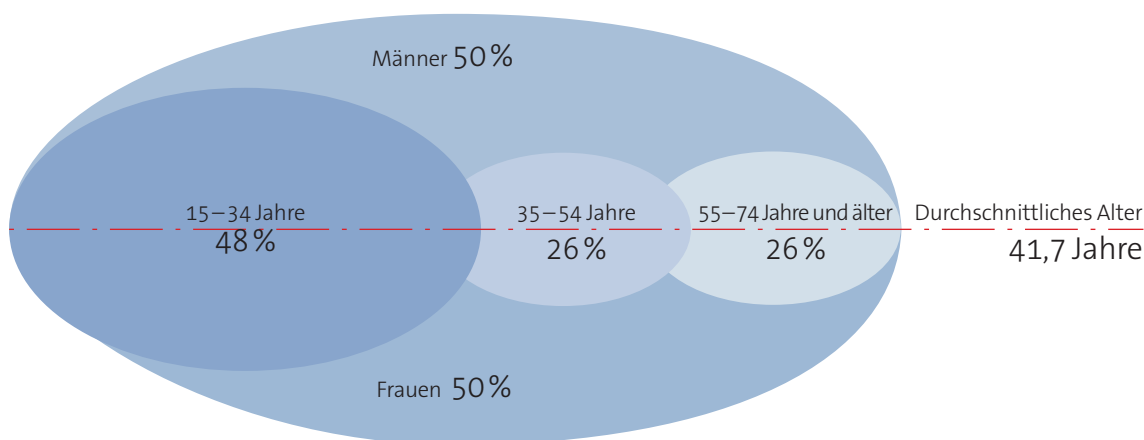 Männer 50 %
15–34 Jahre
48 %
35–54 Jahre
26 %
55–74 Jahre und älter
26 %
Durchschnittliches Alter
41,7 Jahre
Frauen 50 %